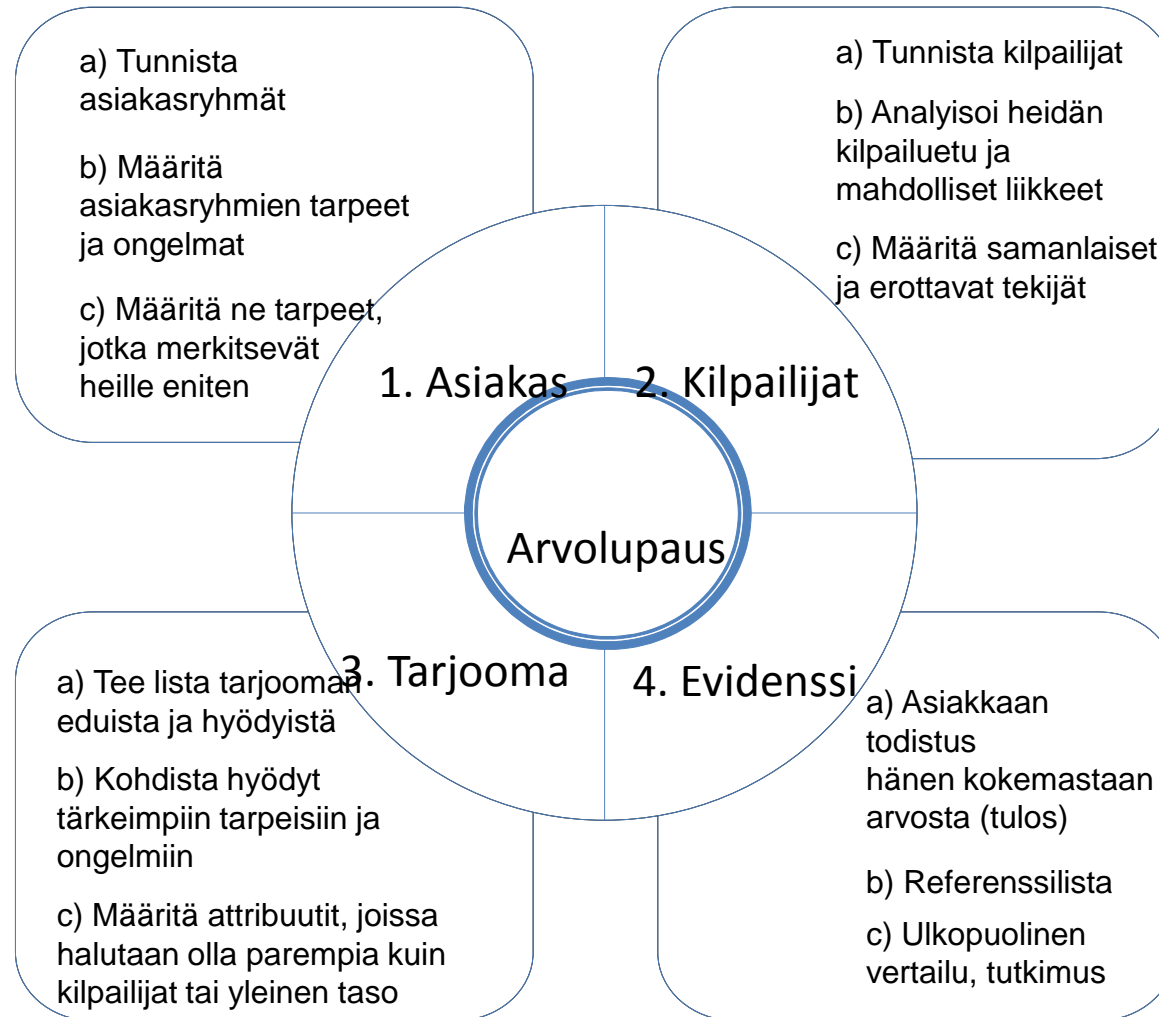 a) Tunnista
asiakasryhmät
b) Määritä
asiakasryhmien tarpeet
ja ongelmat
c) Määritä ne tarpeet,
jotka merkitsevät
heille eniten
a) Tunnista kilpailijat
b) Analyisoi heidän
kilpailuetu ja
mahdolliset liikkeet
c) Määritä samanlaiset
ja erottavat tekijät
1. Asiakas
2. Kilpailijat
Arvolupaus
3. Tarjooma
4. Evidenssi
a) Tee lista tarjooman
eduista ja hyödyistä
b) Kohdista hyödyt
tärkeimpiin tarpeisiin ja
ongelmiin
c) Määritä attribuutit, joissa
halutaan olla parempia kuin
kilpailijat tai yleinen taso
a) Asiakkaan
todistus
hänen kokemastaan
arvosta (tulos)
b) Referenssilista
c) Ulkopuolinen
vertailu, tutkimus